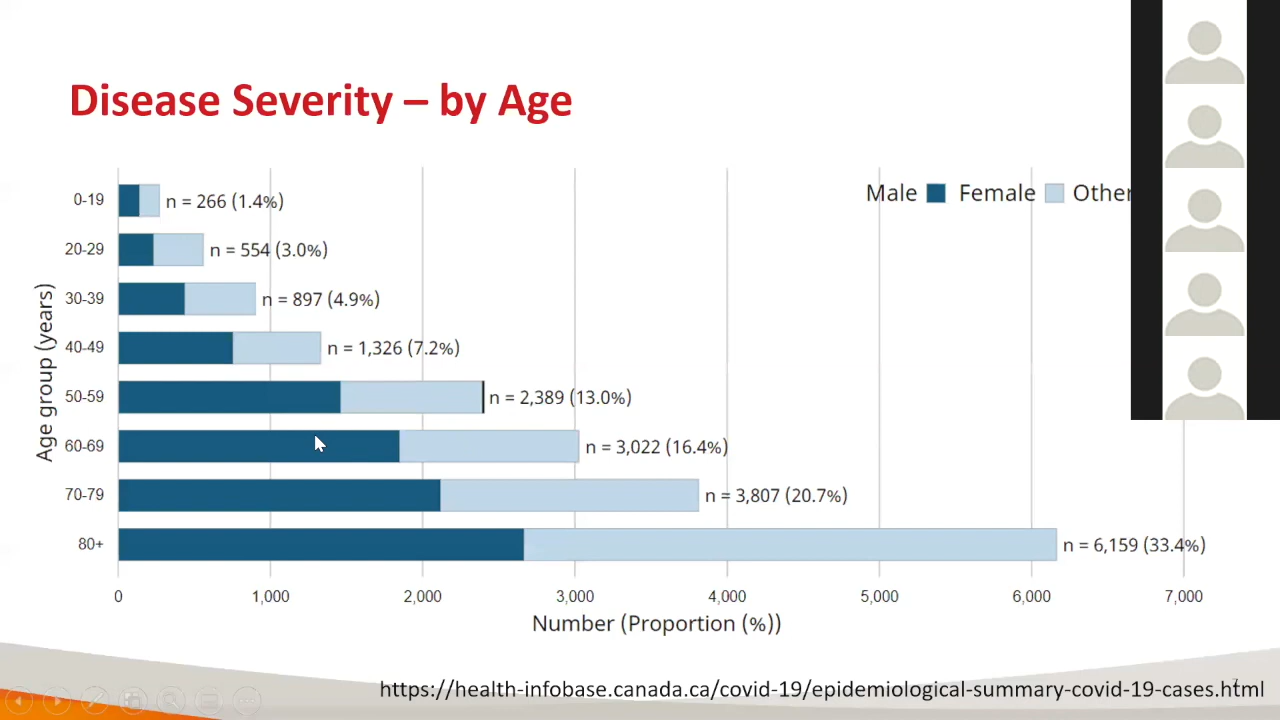 Disease Severity – by Age
Male Female Other
0-19 n = 266 (1.4%)
20-29 n = 554 (3.0%)
30-39 n = 897 (4.9%)
40-49 n = 1,326 (7.2%)
50-59 n = 2,389 (13.0%)
60-69 n = 3,022 (16.4%)
70-79 n = 3,807 (20.7%)
80+ n = 6,159 (33.4%)
Age group (years)
0 1,000 2,000 3,000 4,000 5,000 6,000 7,000
Number (Proportion (%))
https://health-infobase.canada.ca/covid-19/epidemiological-summary-covid-19-cases.html